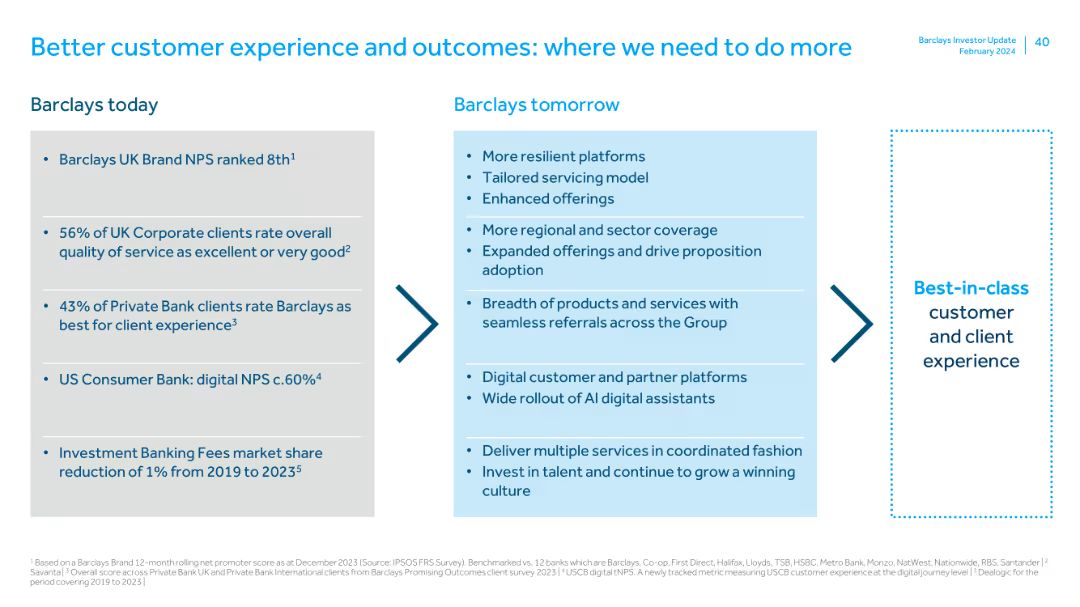 Better customer experience and outcomes: where we need to do more
Barclays Investor Update
February 2024
40
Barclays today
• Barclays UK Brand NPS ranked 8th¹
• 56% of UK Corporate clients rate overall
quality of service as excellent or very good²
• 43% of Private Bank clients rate Barclays as
best for client experience³
• US Consumer Bank: digital NPS c.60%⁴
• Investment Banking Fees market share
reduction of 1% from 2019 to 2023⁵
Barclays tomorrow
• More resilient platforms
• Tailored servicing model
• Enhanced offerings
• More regional and sector coverage
• Expanded offerings and drive proposition
adoption
• Breadth of products and services with
seamless referrals across the Group
• Digital customer and partner platforms
• Wide rollout of AI digital assistants
• Deliver multiple services in coordinated fashion
• Invest in talent and continue to grow a winning
culture
Best-in-class
customer
and client
experience
¹ Based on a Barclays Brand 12-month rolling net promoter score as at December 2023 (Source: IPSOS FRS Survey). Benchmarked vs. 12 banks which are Barclays, Co-op, First Direct, Halifax, Lloyds, TSB, HSBC, Metro Bank, Monzo, NatWest, Nationwide, RBS, Santander | ²
Savanta | ³ Overall score across Private Bank UK and Private Bank International clients from Barclays Promising Outcomes client survey 2023 | ⁴ USCB digital tNPS. A newly tracked metric measuring USCB customer experience at the digital journey level | ⁵ Dealogic for the
period covering 2019 to 2023 |